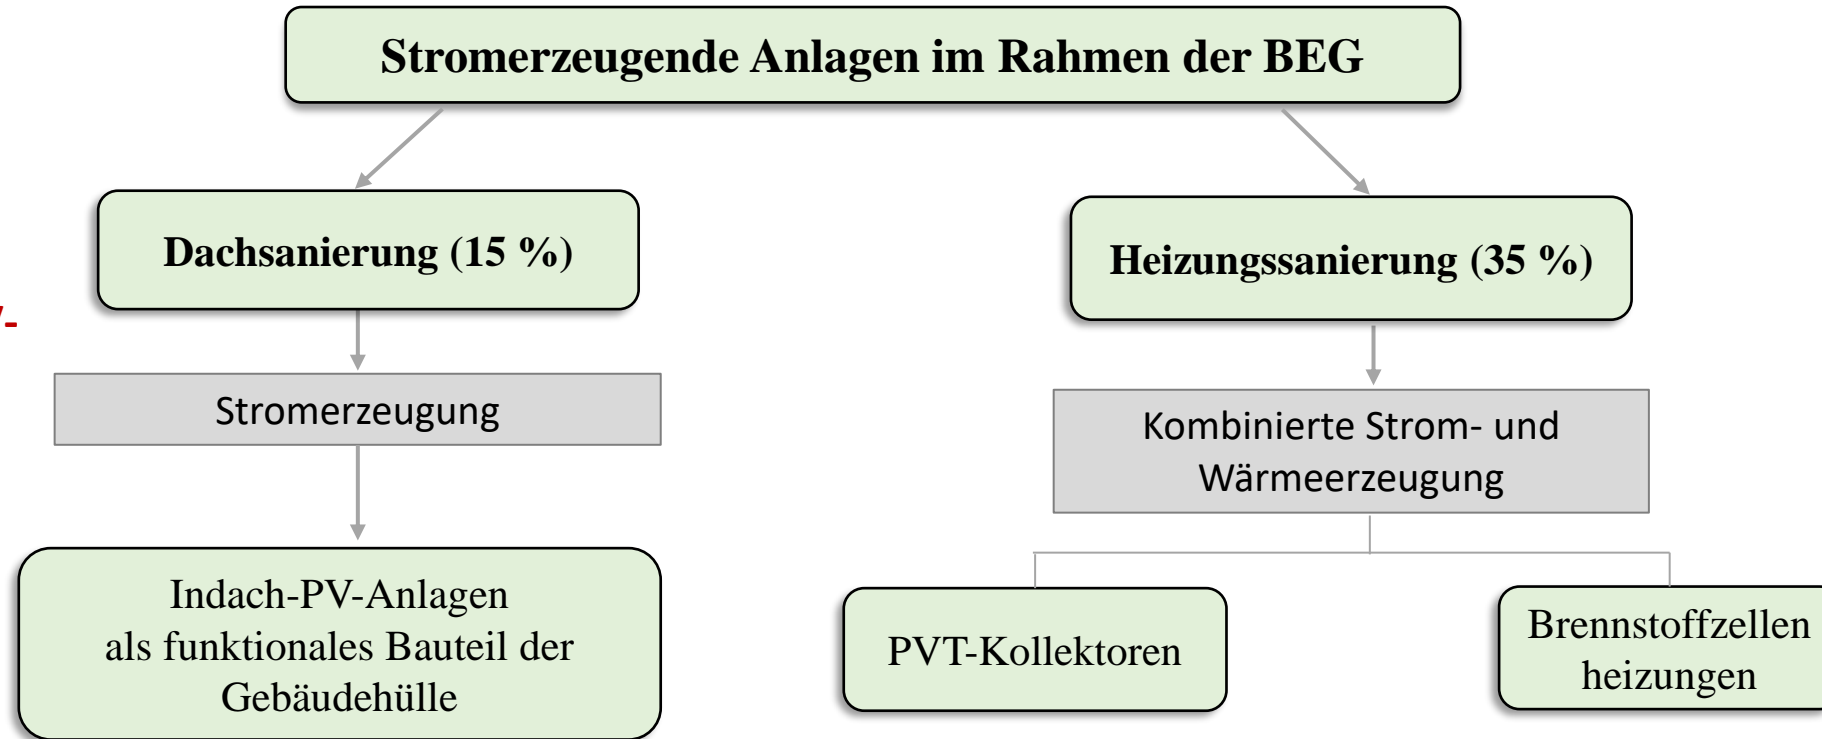 Stromerzeugende Anlagen im Rahmen der BEG
Dachsanierung (15 %)
Heizungssanierung (35 %)
Stromerzeugung
Kombinierte Strom- und
Wärmeerzeugung
Indach-PV-Anlagen
als funktionales Bauteil der
Gebäudehülle
PVT-Kollektoren
Brennstoffzellen
heizungen